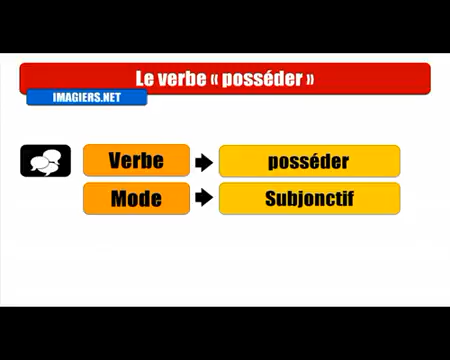 Le verbe « posséder »
IMAGIERS.NET
Verbe posséder
Mode Subjonctif